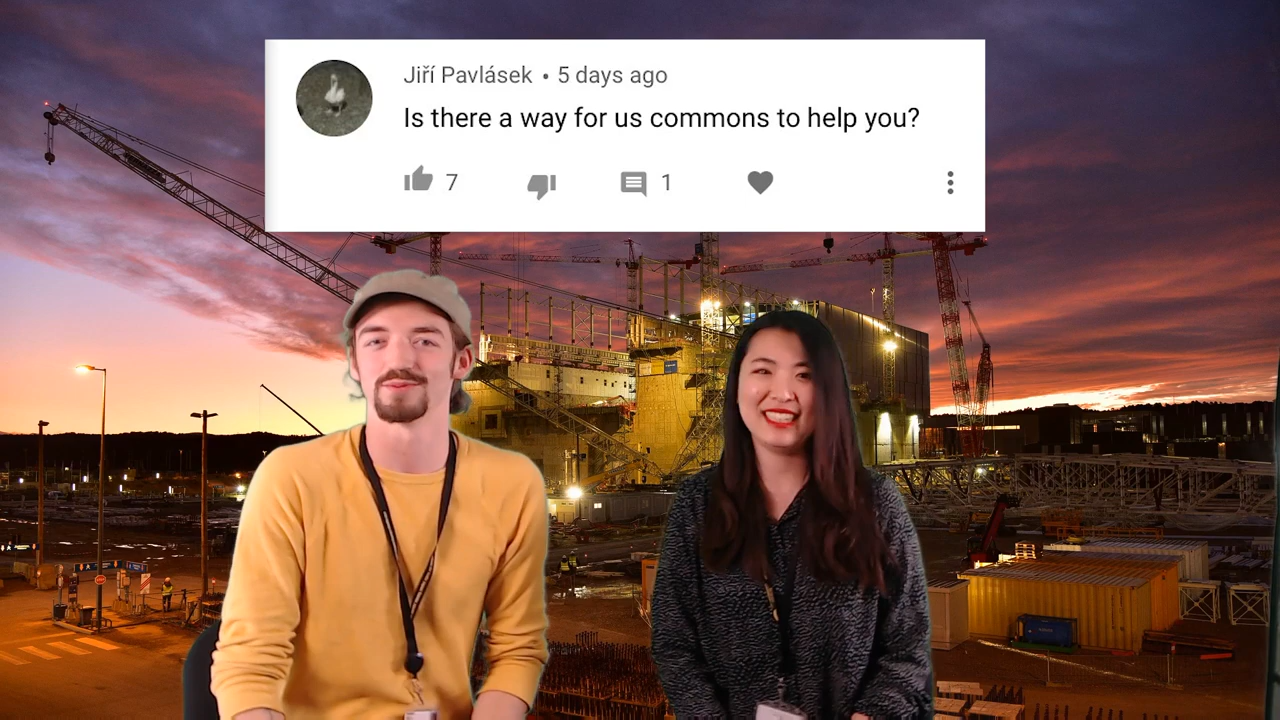 Jiří Pavlásek • 5 days ago
Is there a way for us commons to help you?
7 1